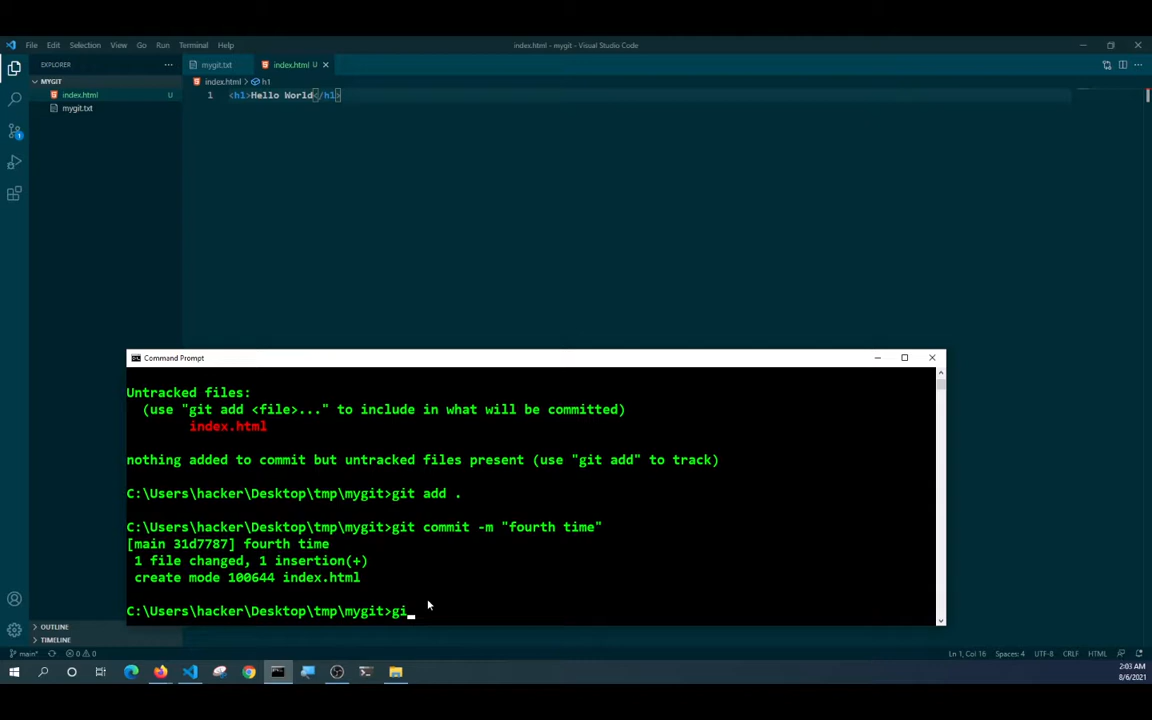 File Edit Selection View Go Run Terminal Help
index.html - mygit - Visual Studio Code
EXPLORER
mygit.txt
index.html U
MYGIT
index.html > h1
index.html U
mygit.txt
1 <h1>Hello World</h1>
1
Command Prompt
Untracked files:
(use "git add <file>..." to include in what will be committed)
index.html
nothing added to commit but untracked files present (use "git add" to track)
C:\Users\hacker\Desktop\tmp\mygit>git add .
C:\Users\hacker\Desktop\tmp\mygit>git commit -m "fourth time"
[main 31d7787] fourth time
1 file changed, 1 insertion(+)
create mode 100644 index.html
C:\Users\hacker\Desktop\tmp\mygit>gi_
OUTLINE
TIMELINE
main* 0 0
Ln 1, Col 16 Spaces: 4 UTF-8 CRLF HTML
2:03 AM
8/6/2021